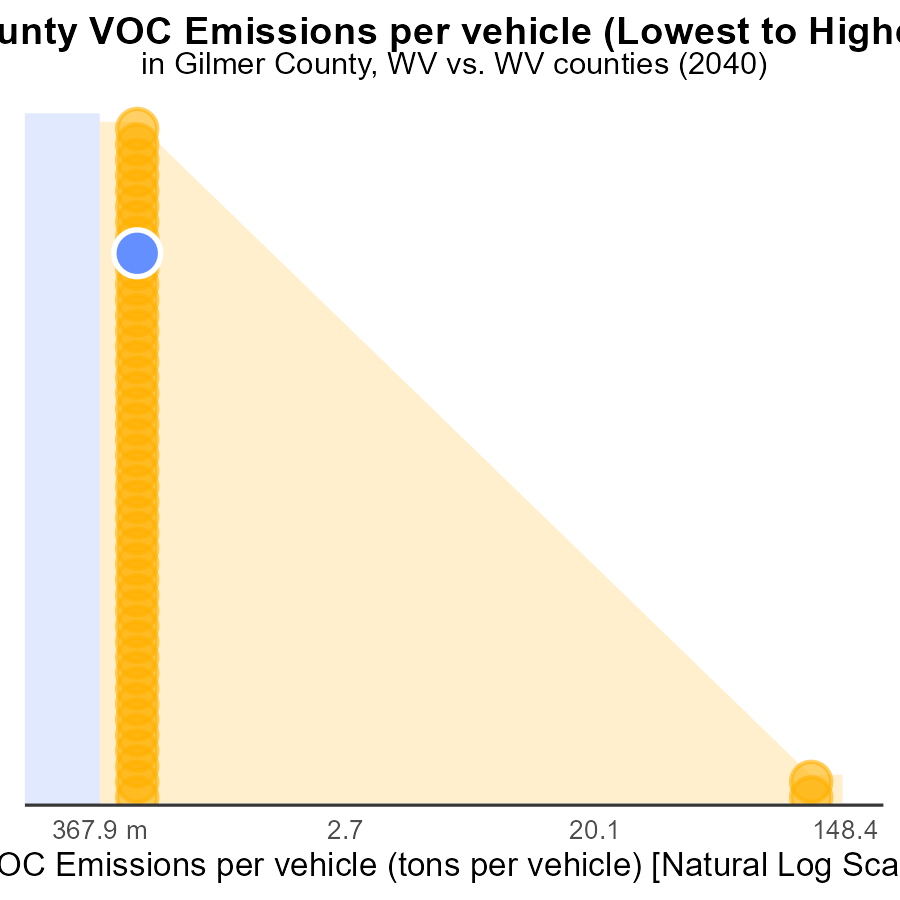 unty VOC Emissions per vehicle (Lowest to Highe
in Gilmer County, WV vs. WV counties (2040)
367.9 m 2.7 20.1 148.4
OC Emissions per vehicle (tons per vehicle) [Natural Log Sca